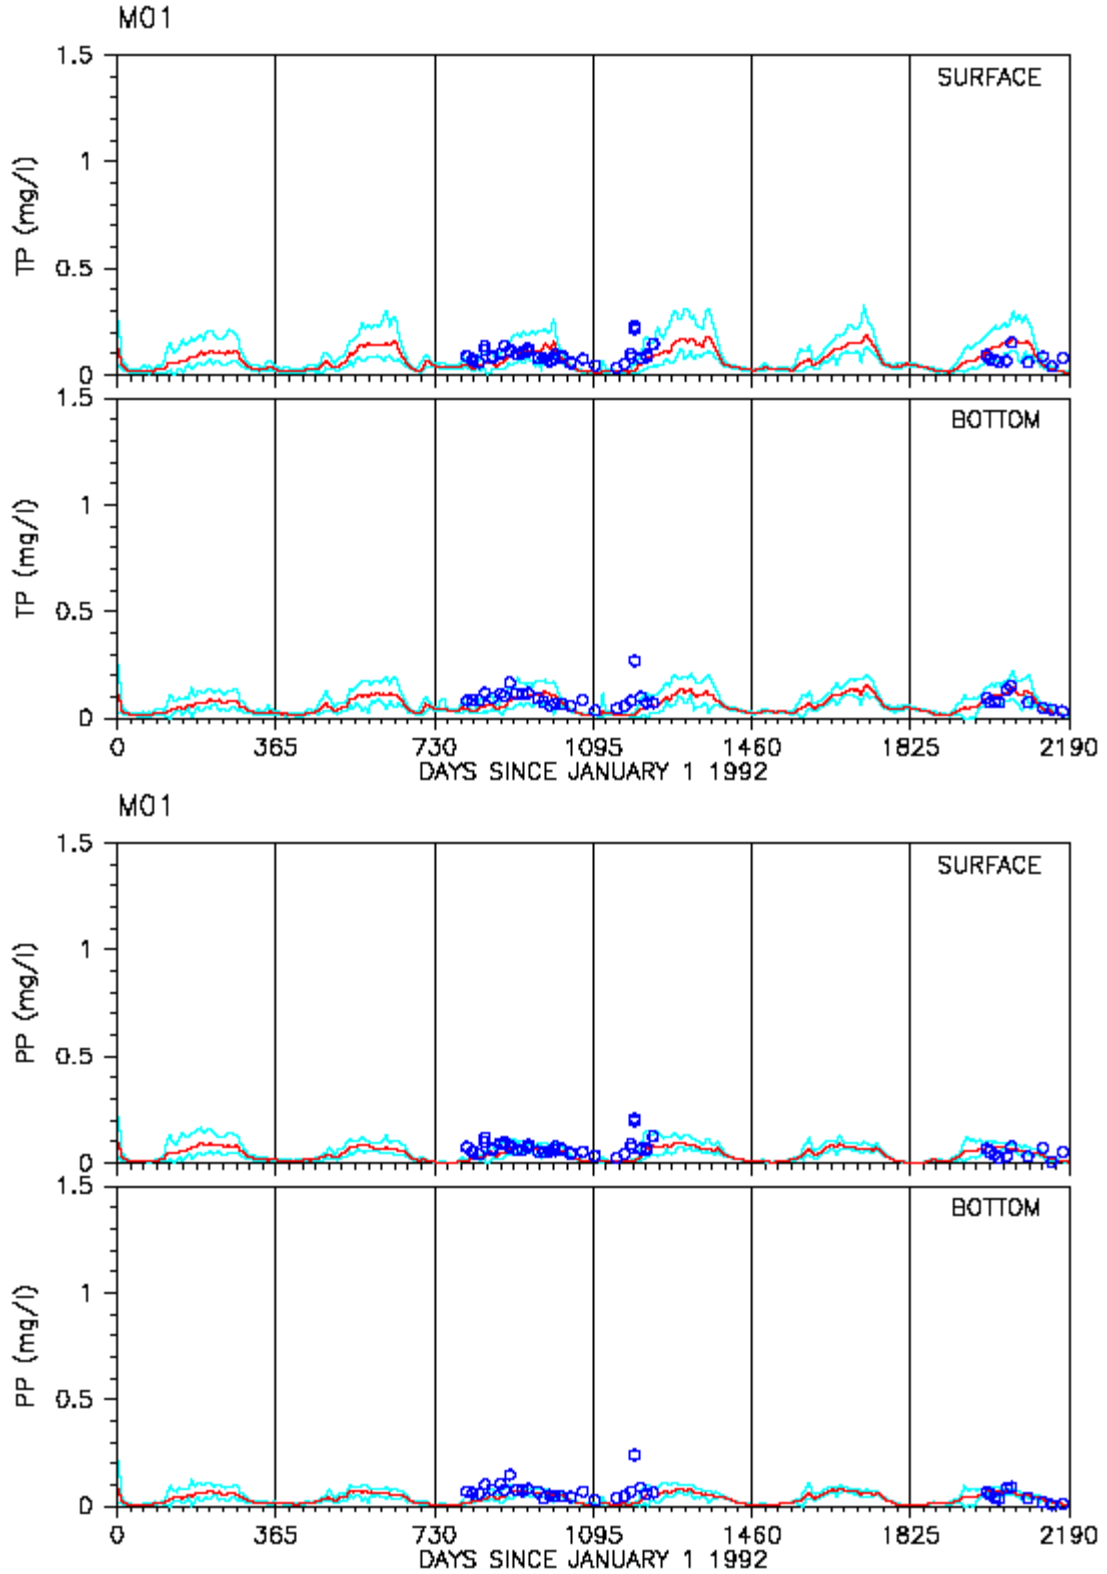 M01
1.5
SURFACE
1
TP (mg/l)
0.5
0
1.5
BOTTOM
1
TP (mg/l)
0.5
0
0 365 730 1095 1460 1825 2190
DAYS SINCE JANUARY 1 1992
M01
1.5
SURFACE
1
PP (mg/l)
0.5
0
1.5
BOTTOM
1
PP (mg/l)
0.5
0
0 365 730 1095 1460 1825 2190
DAYS SINCE JANUARY 1 1992